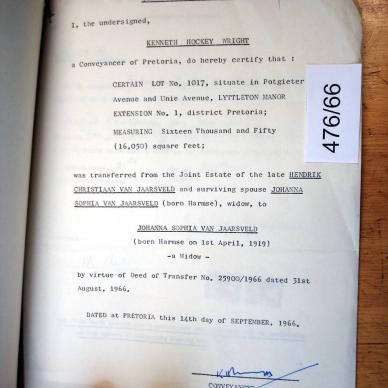 I, the undersigned,
KENNETH HOCKEY WRIGHT
a Conveyancer of Pretoria, do hereby certify that :
CERTAIN LOT No. 1017, situate in Potgieter
Avenue and Unie Avenue, LYTTLETON MANOR
EXTENSION No. 1, district Pretoria;
MEASURING Sixteen Thousand and Fifty
(16,050) square feet;
476/66
was transferred from the Joint Estate of the late HENDRIK
CHRISTIAAN VAN JAARSVELD and surviving spouse JOHANNA
SOPHIA VAN JAARSVELD (born Harmse), widow, to
JOHANNA SOPHIA VAN JAARSVELD
(born Harmse on 1st April, 1919)
-a Widow -
by virtue of Deed of Transfer No. 25900/1966 dated 31st
August, 1966.
DATED at PRETORIA this 14th day of SEPTEMBER, 1966.
CONVEYANCER